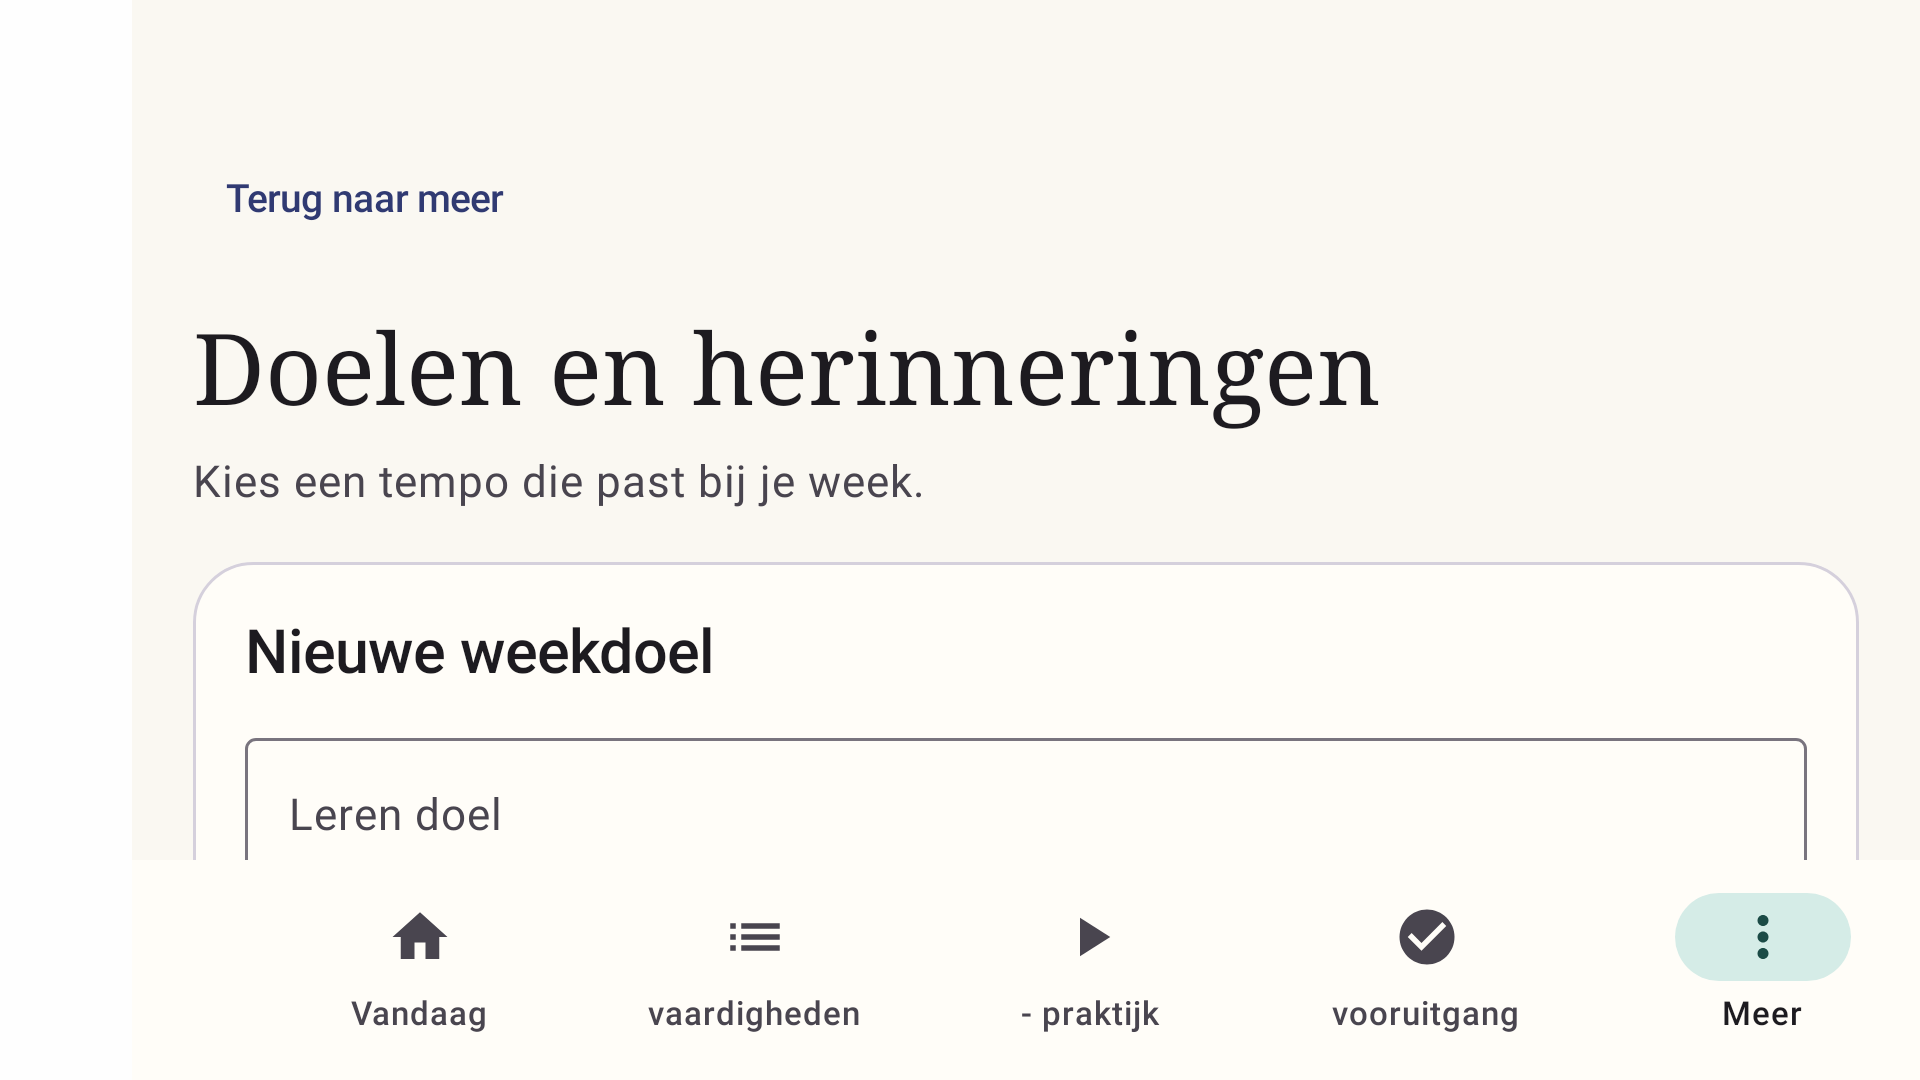 Terug naar meer
Doelen en herinneringen
Kies een tempo die past bij je week.
Nieuwe weekdoel
Leren doel
Vandaag
vaardigheden
- praktijk
vooruitgang
Meer